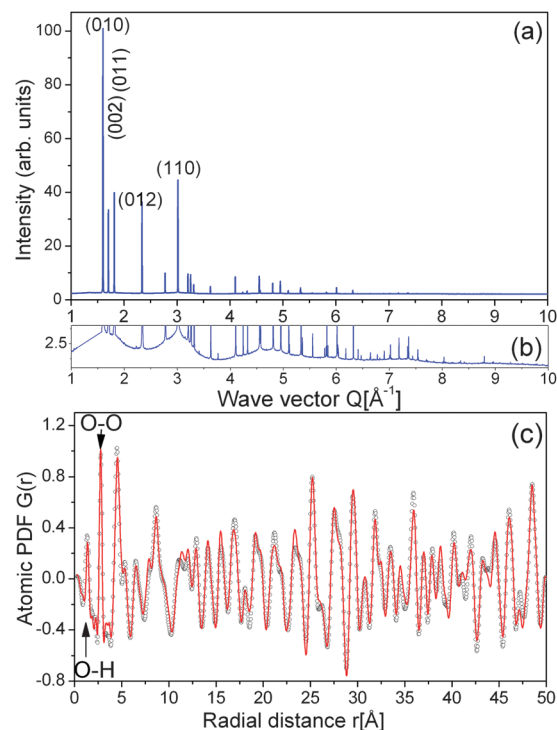 (a)
(010)
(011)
(002)
(012)
(110)
Intensity (arb. units)
100
80
60
40
20
0
1 2 3 4 5 6 7 8 9 10
(b)
2.5
1 2 3 4 5 6 7 8 9 10
Wave vector Q[Å⁻¹]
(c)
O-O
O-H
Atomic PDF G(r)
1.2
0.8
0.4
0.0
-0.4
-0.8
0 5 10 15 20 25 30 35 40 45 50
Radial distance r[Å]